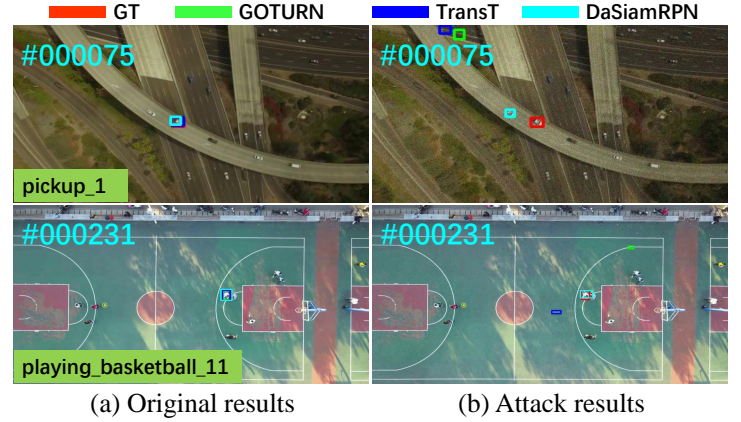 GT GOTURN TransT DaSiamRPN
#000075 #000075
pickup_1
#000231 #000231
playing_basketball_11
(a) Original results (b) Attack results